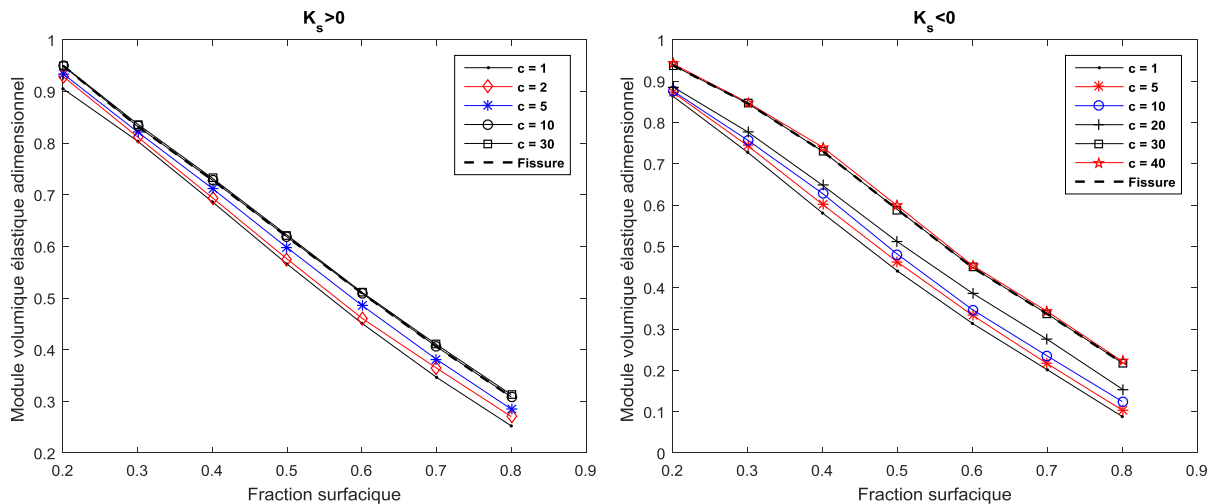 K_s>0
Module volumique élastique adimensionnel
1
0.9
0.8
0.7
0.6
0.5
0.4
0.3
0.2
0.2 0.3 0.4 0.5 0.6 0.7 0.8 0.9
Fraction surfacique
c = 1
c = 2
c = 5
c = 10
c = 30
Fissure
K_s<0
Module volumique élastique adimensionnel
1
0.9
0.8
0.7
0.6
0.5
0.4
0.3
0.2
0.1
0
0.2 0.3 0.4 0.5 0.6 0.7 0.8 0.9
Fraction surfacique
c = 1
c = 5
c = 10
c = 20
c = 30
c = 40
Fissure